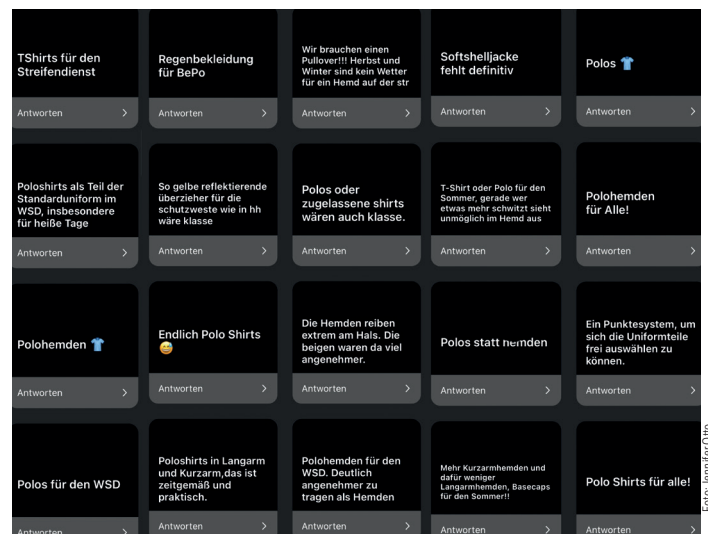 TShirts für den
Streifendienst
Antworten
Regenbekleidung
für BePo
Antworten
Wir brauchen einen
Pullover!!! Herbst und
Winter sind kein Wetter
für ein Hemd auf der str
Antworten
Softshelljacke
fehlt definitiv
Antworten
Polos 👕
Antworten
Poloshirts als Teil der
Standarduniform im
WSD, insbesondere
für heiße Tage
Antworten
So gelbe reflektierende
überzieher für die
schutzweste wie in hh
wäre klasse
Antworten
Polos oder
zugelassene shirts
wären auch klasse.
Antworten
T-Shirt oder Polo für den
Sommer, gerade wer
etwas mehr schwitzt sieht
unmöglich im Hemd aus
Antworten
Polohemden
für Alle!
Antworten
Polohemden 👕
Antworten
Endlich Polo Shirts
😅
Antworten
Die Hemden reiben
extrem am Hals. Die
beigen waren da viel
angenehmer.
Antworten
Polos statt hemden
Antworten
Ein Punktesystem, um
sich die Uniformteile
frei auswählen zu
können.
Antworten
Polos für den WSD
Antworten
Poloshirts in Langarm
und Kurzarm,das ist
zeitgemäß und
praktisch.
Antworten
Polohemden für den
WSD. Deutlich
angenehmer zu
tragen als Hemden
Antworten
Mehr Kurzarmhemden und
dafür weniger
Langarmhemden, Basecaps
für den Sommer!!
Antworten
Polo Shirts für alle!
Antworten
Foto: Jennifer Otto